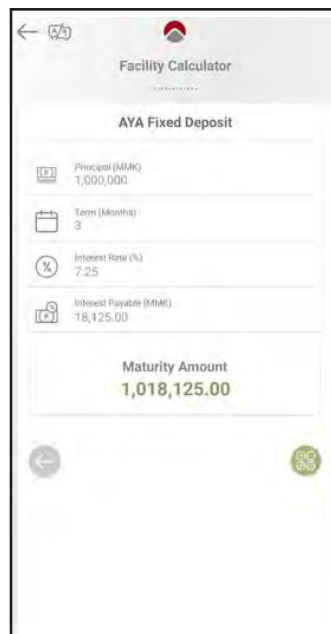 Facility Calculator
AYA Fixed Deposit
Principal (MMK)
1,000,000
Term (Months)
3
Interest Rate (%)
7.25
Interest Payable (MMK)
18,125.00
Maturity Amount
1,018,125.00